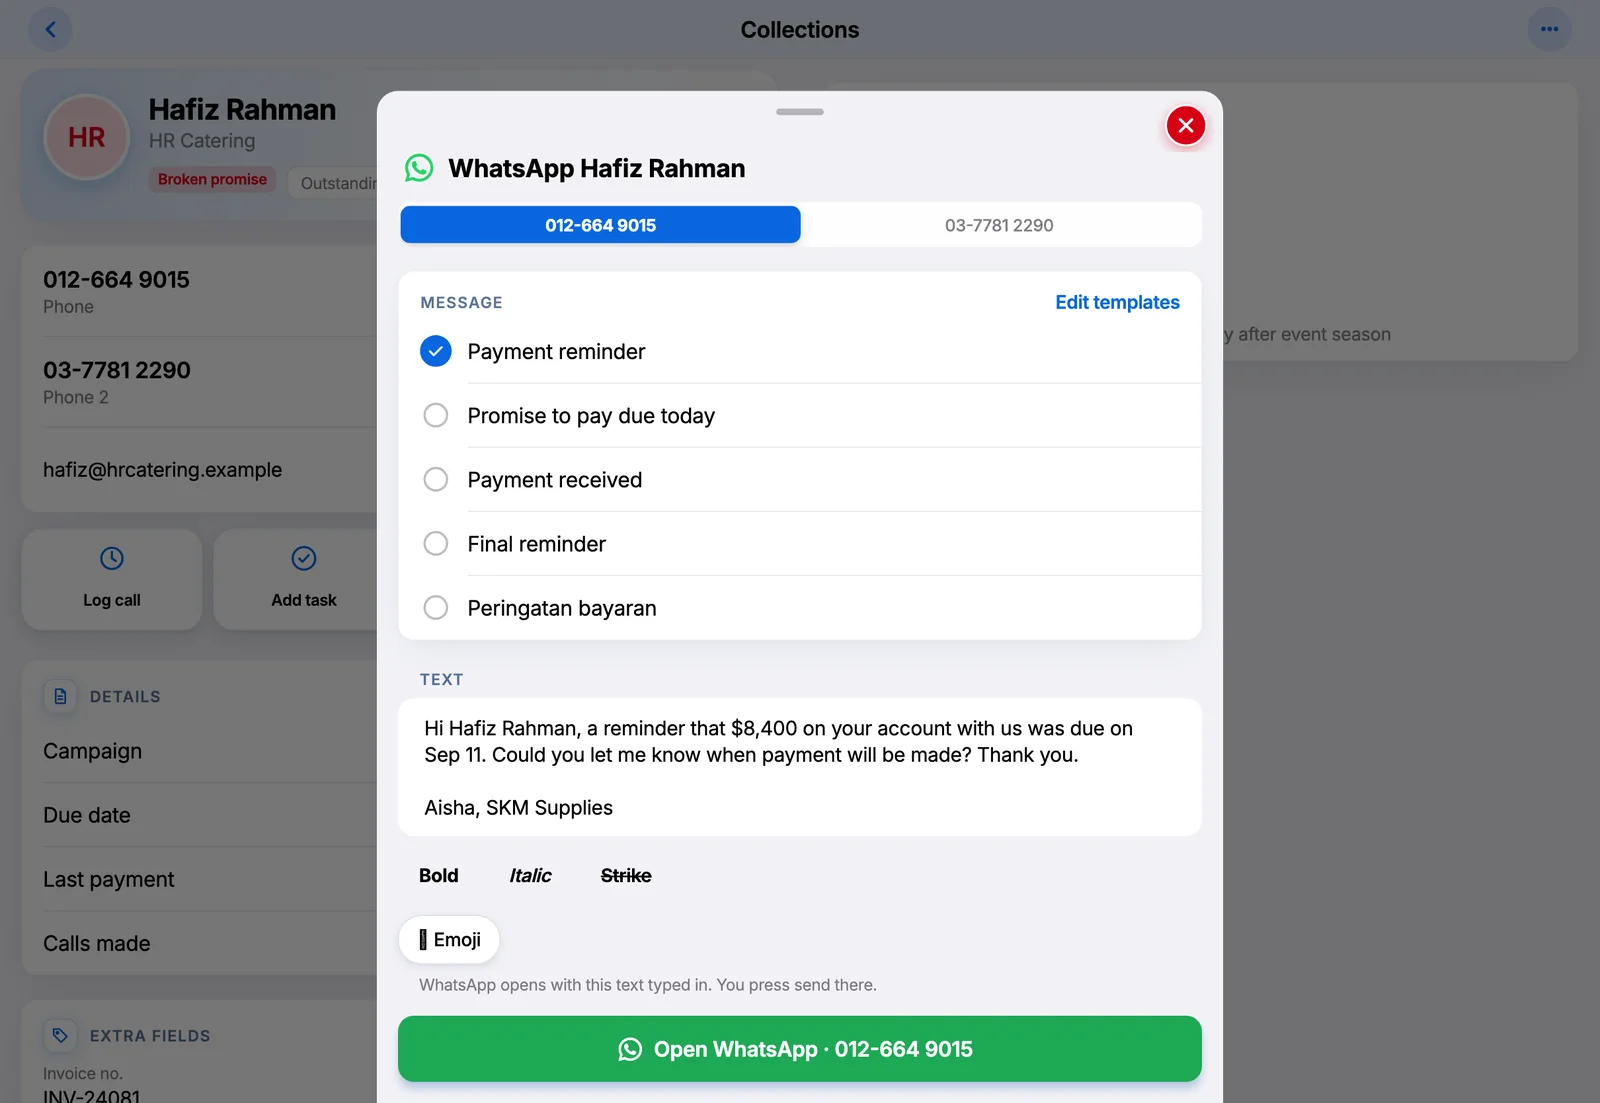 Collections
HR
Hafiz Rahman
HR Catering
Broken promise
Outstandin
012-664 9015
Phone
03-7781 2290
Phone 2
hafiz@hrcatering.example
Log call
Add task
DETAILS
Campaign
Due date
Last payment
Calls made
EXTRA FIELDS
Invoice no.
INV-24081
WhatsApp Hafiz Rahman
012-664 9015
03-7781 2290
MESSAGE
Edit templates
Payment reminder
Promise to pay due today
Payment received
Final reminder
Peringatan bayaran
TEXT
Hi Hafiz Rahman, a reminder that $8,400 on your account with us was due on
Sep 11. Could you let me know when payment will be made? Thank you.
Aisha, SKM Supplies
Bold
Italic
Strike
Emoji
WhatsApp opens with this text typed in. You press send there.
Open WhatsApp · 012-664 9015
y after event season